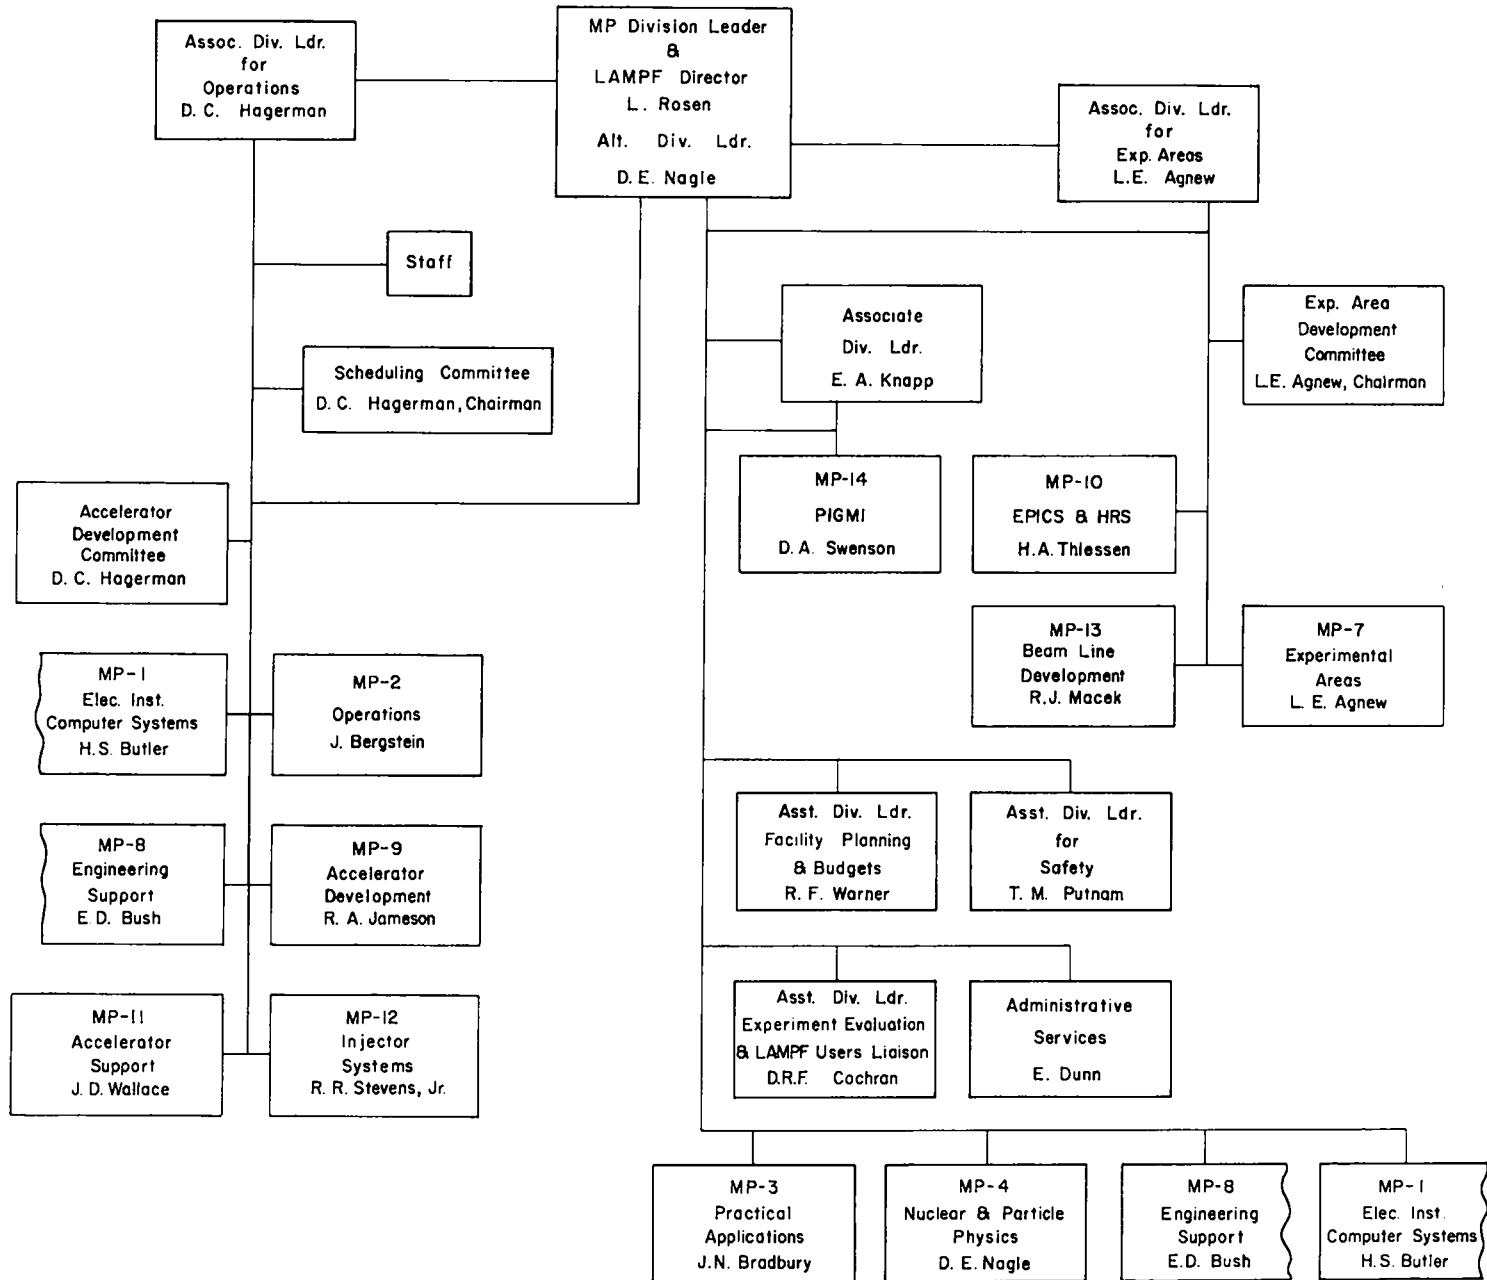 Assoc. Div. Ldr.
for
Operations
D. C. Hagerman
MP Division Leader
&
LAMPF Director
L. Rosen
Alt. Div. Ldr.
D. E. Nagle
Assoc. Div. Ldr.
for
Exp. Areas
L.E. Agnew
Staff
Scheduling Committee
D. C. Hagerman, Chairman
Associate
Div. Ldr.
E. A. Knapp
Exp. Area
Development
Committee
L.E. Agnew, Chairman
Accelerator
Development
Committee
D. C. Hagerman
MP-14
PIGMI
D. A. Swenson
MP-10
EPICS & HRS
H.A. Thiessen
MP-1
Elec. Inst.
Computer Systems
H.S. Butler
MP-2
Operations
J. Bergstein
MP-13
Beam Line
Development
R.J. Macek
MP-7
Experimental
Areas
L. E. Agnew
MP-8
Engineering
Support
E. D. Bush
MP-9
Accelerator
Development
R. A. Jameson
Asst. Div. Ldr.
Facility Planning
& Budgets
R. F. Warner
Asst. Div. Ldr.
for
Safety
T. M. Putnam
MP-11
Accelerator
Support
J. D. Wallace
MP-12
Injector
Systems
R. R. Stevens, Jr.
Asst. Div. Ldr.
Experiment Evaluation
& LAMPF Users Liaison
D.R.F. Cochran
Administrative
Services
E. Dunn
MP-3
Practical
Applications
J.N. Bradbury
MP-4
Nuclear & Particle
Physics
D. E. Nagle
MP-8
Engineering
Support
E.D. Bush
MP-1
Elec. Inst.
Computer Systems
H.S. Butler